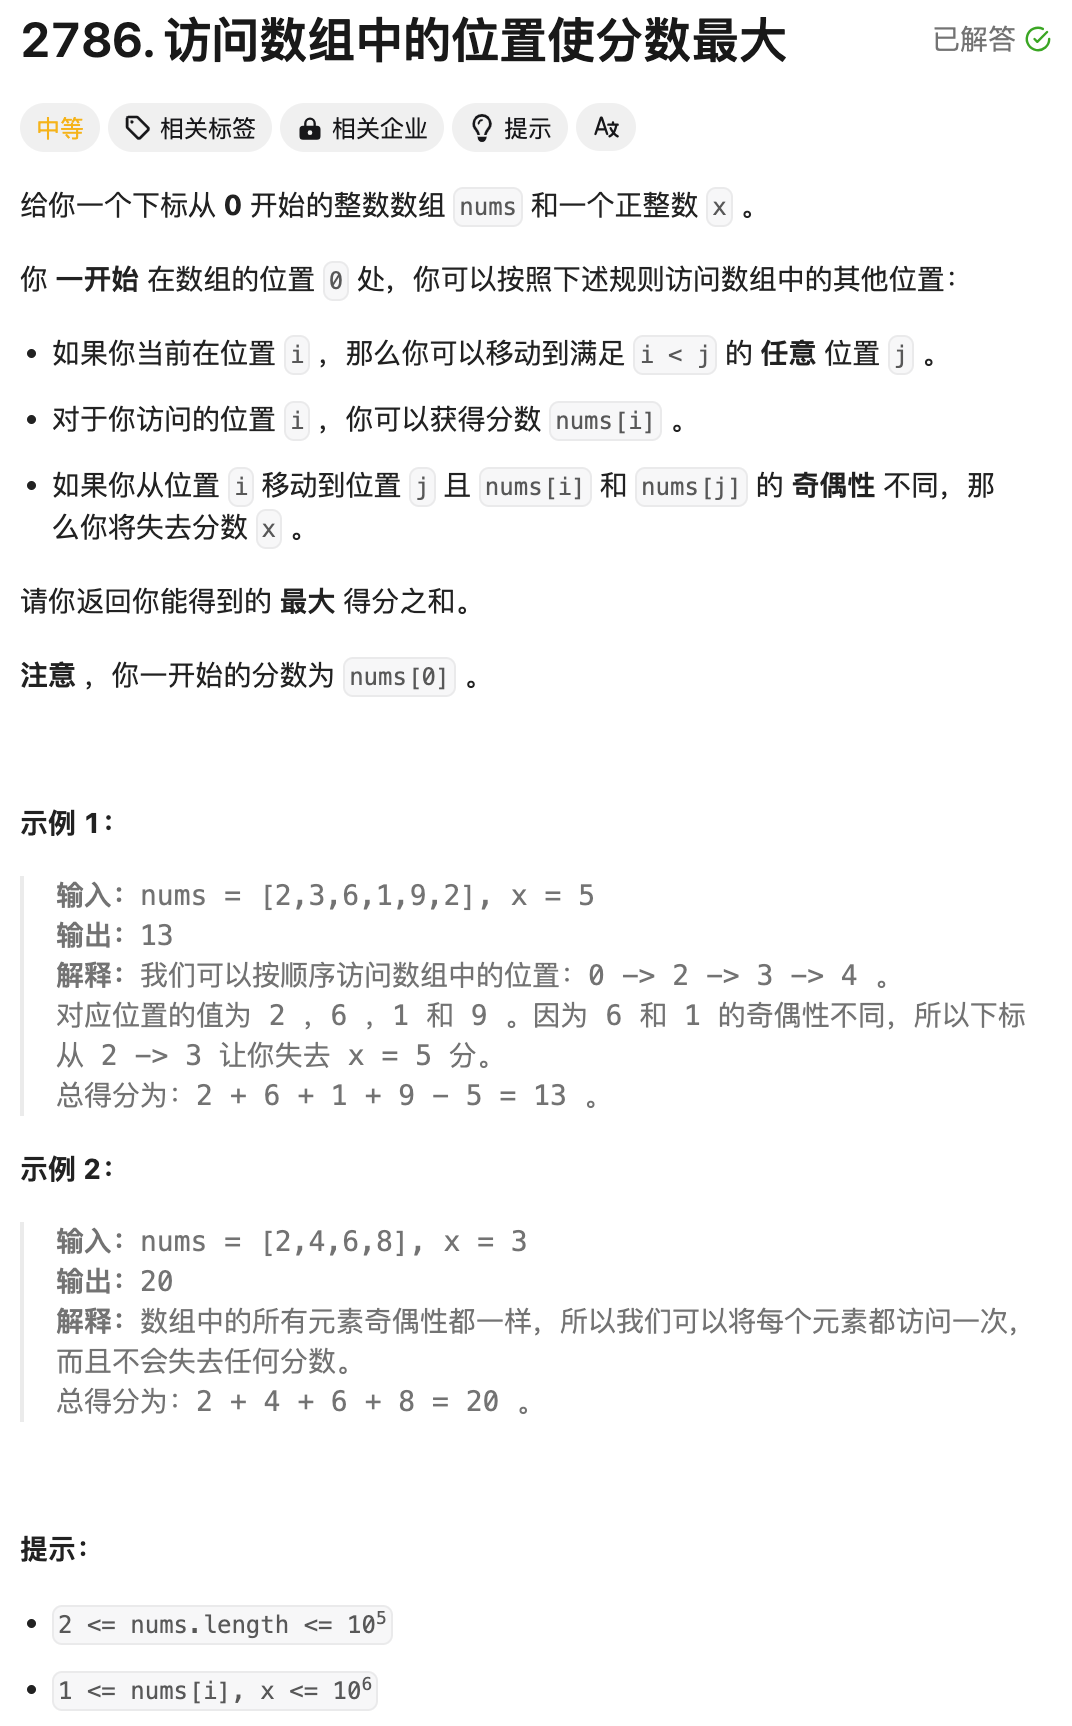 2786. 访问数组中的位置使分数最大
已解答
中等 相关标签 相关企业 提示 A文
给你一个下标从 0 开始的整数数组 nums 和一个正整数 x 。
你 一开始 在数组的位置 0 处，你可以按照下述规则访问数组中的其他位置：
• 如果你当前在位置 i ，那么你可以移动到满足 i < j 的 任意 位置 j 。
• 对于你访问的位置 i ，你可以获得分数 nums[i] 。
• 如果你从位置 i 移动到位置 j 且 nums[i] 和 nums[j] 的 奇偶性 不同，那
么你将失去分数 x 。
请你返回你能得到的 最大 得分之和。
注意 ，你一开始的分数为 nums[0] 。
示例 1：
输入：nums = [2,3,6,1,9,2], x = 5
输出：13
解释：我们可以按顺序访问数组中的位置：0 -> 2 -> 3 -> 4 。
对应位置的值为 2 ，6 ，1 和 9 。因为 6 和 1 的奇偶性不同，所以下标
从 2 -> 3 让你失去 x = 5 分。
总得分为：2 + 6 + 1 + 9 - 5 = 13 。
示例 2：
输入：nums = [2,4,6,8], x = 3
输出：20
解释：数组中的所有元素奇偶性都一样，所以我们可以将每个元素都访问一次，
而且不会失去任何分数。
总得分为：2 + 4 + 6 + 8 = 20 。
提示：
• 2 <= nums.length <= 10⁵
• 1 <= nums[i], x <= 10⁶